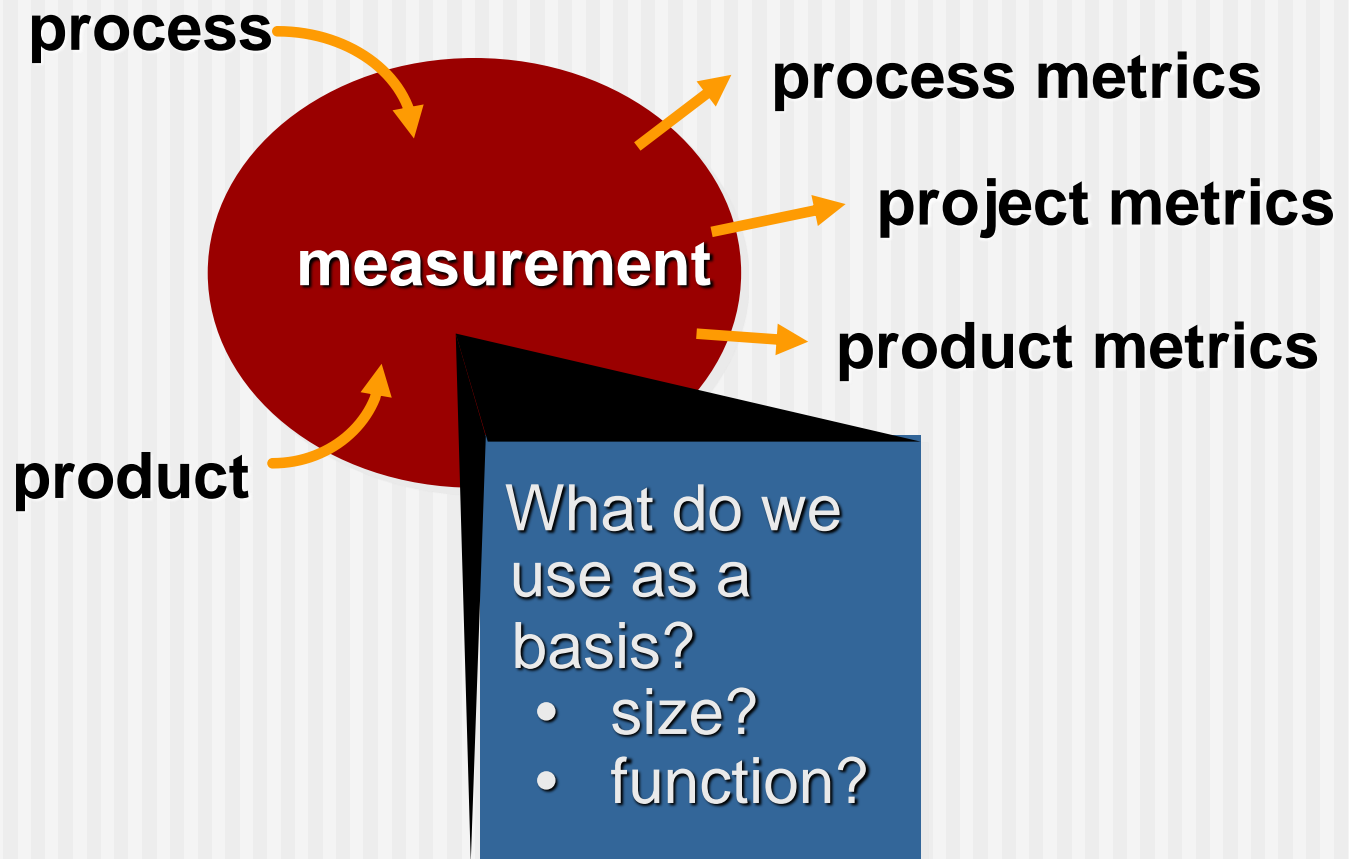 process
process metrics
project metrics
measurement
product metrics
product
What do we
use as a
basis?
• size?
• function?